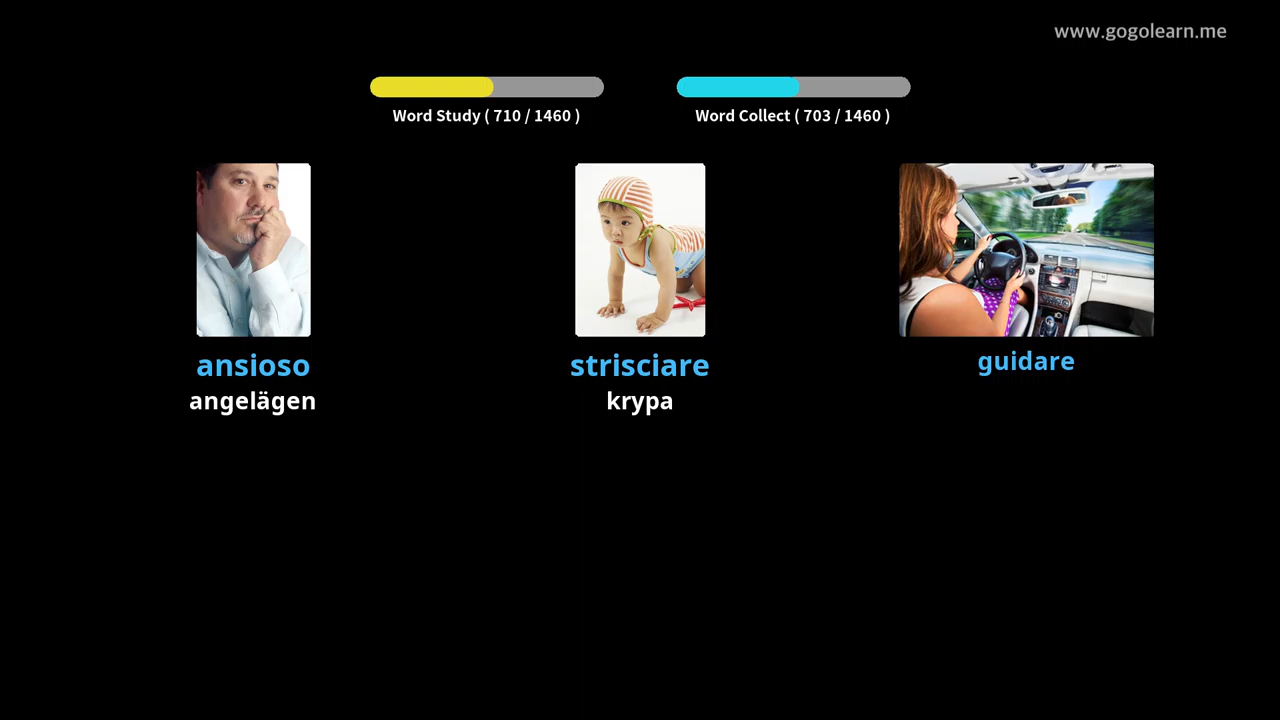 www.gogolearn.me
Word Study ( 710 / 1460 )
Word Collect ( 703 / 1460 )
ansioso
angelägen
strisciare
krypa
guidare